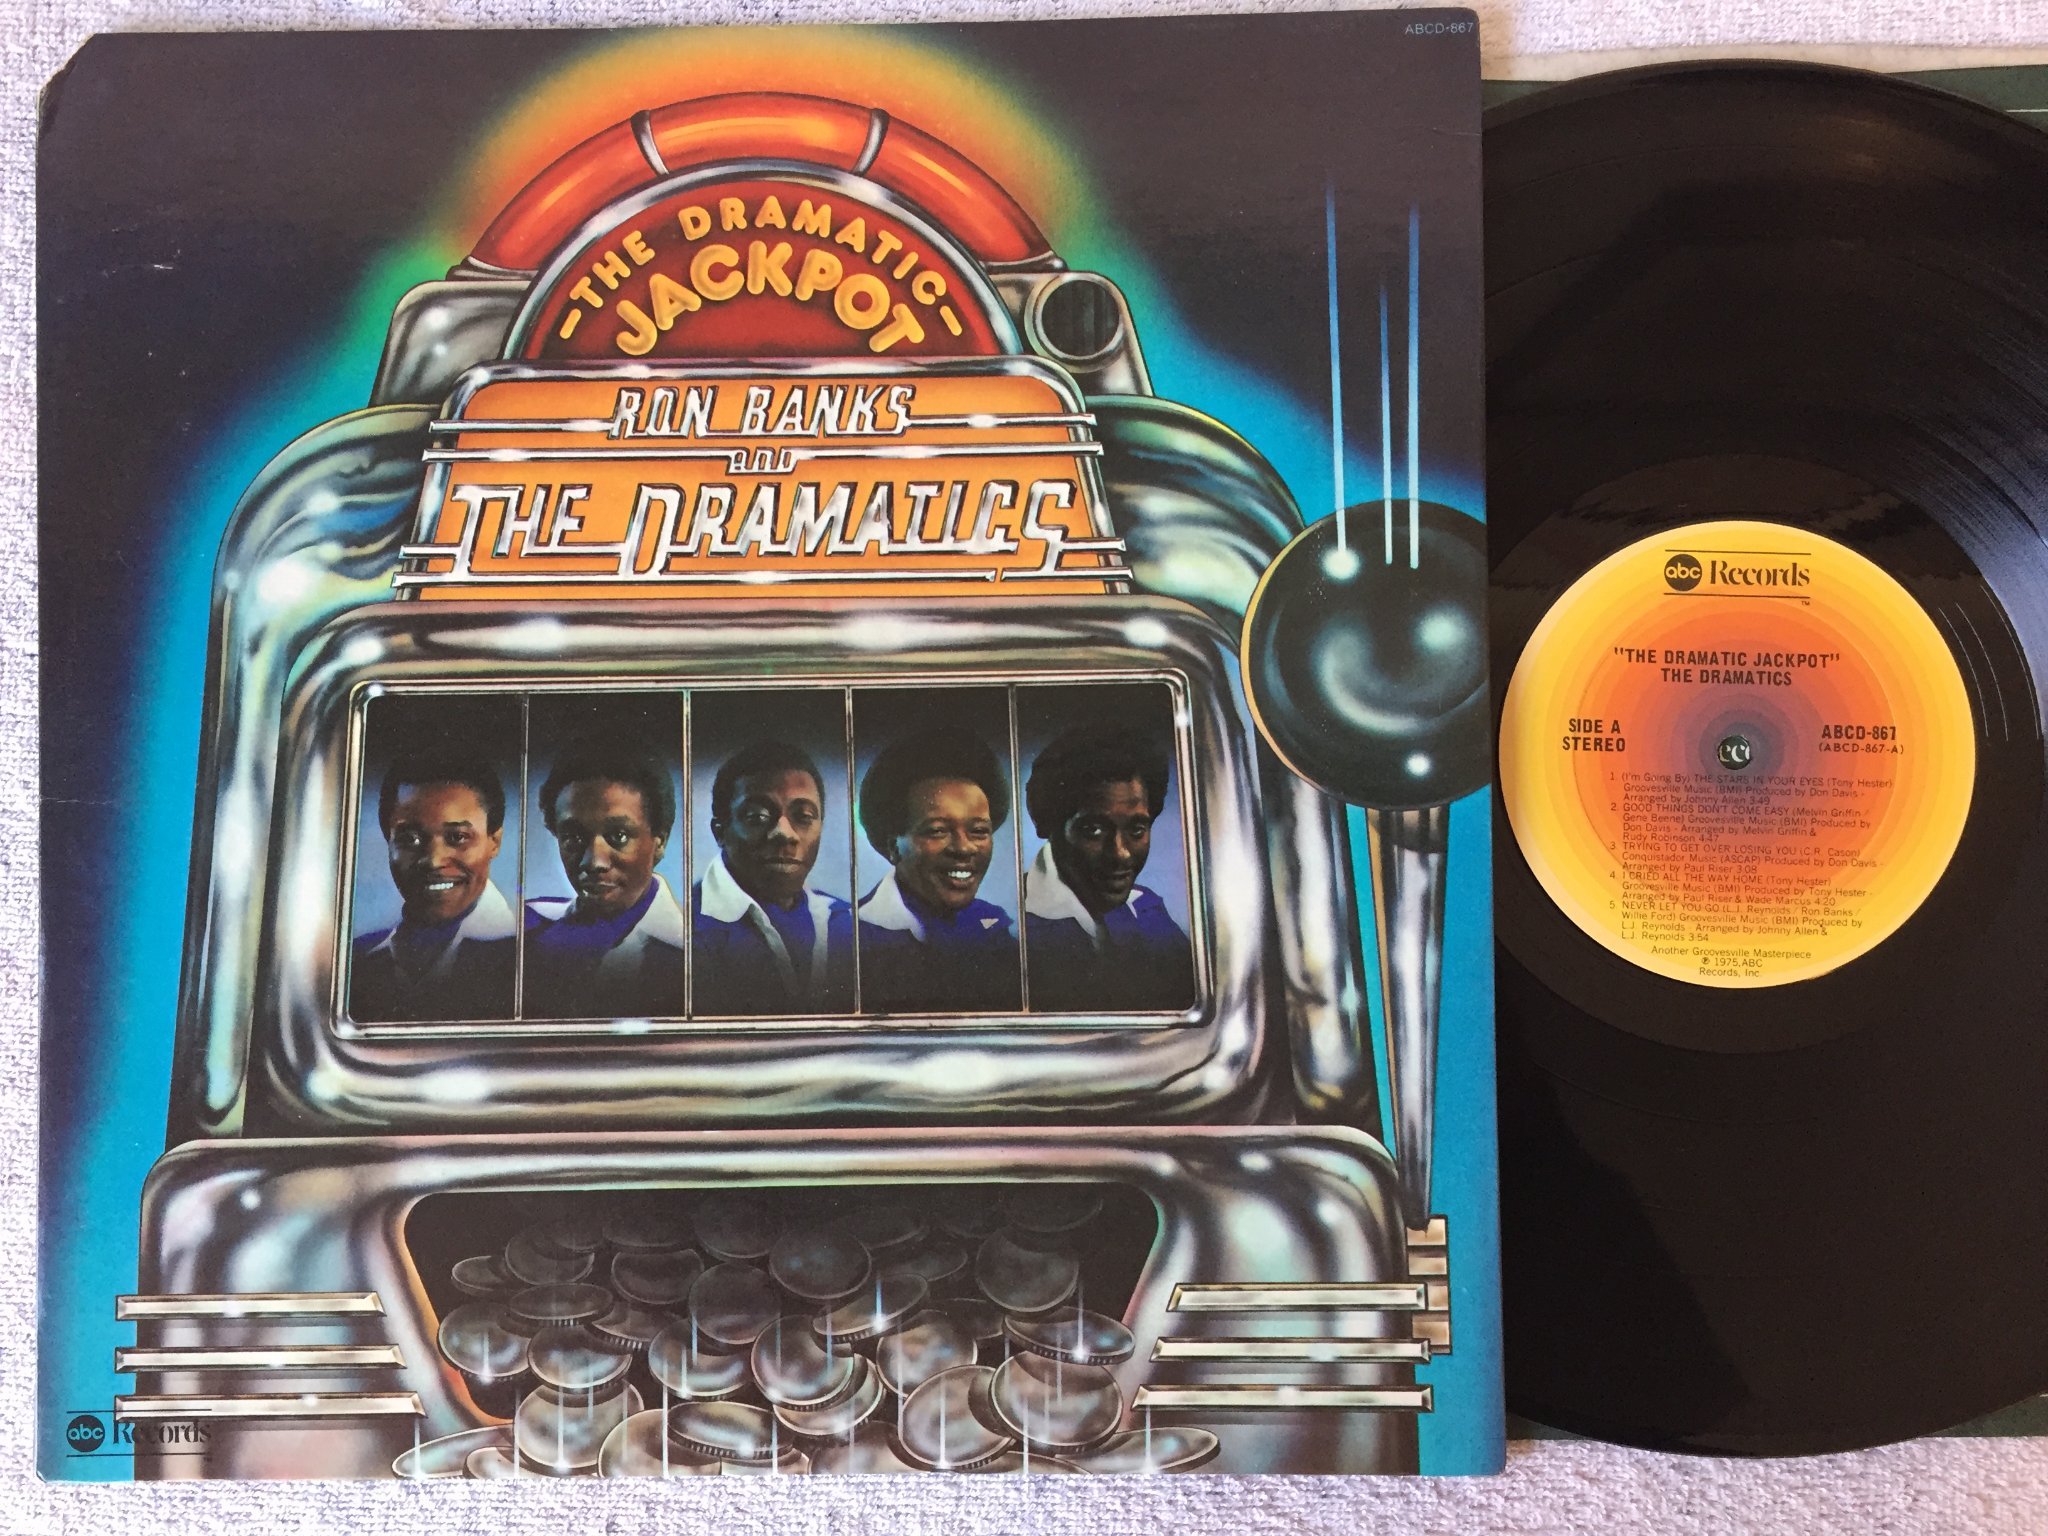 ABCD-867
-THE DRAMATIC-
JACKPOT
RON BANKS
AND
THE DRAMATICS
abc Records
abc Records
TM
"THE DRAMATIC JACKPOT"
THE DRAMATICS
SIDE A
STEREO
ABCD-867
(ABCD-867-A)
1. (I'm Going By) THE STARS IN YOUR EYES (Tony Hester)
Groovesville Music (BMI) Produced by Don Davis -
Arranged by Johnny Allen 3:49
2. GOOD THINGS DON'T COME EASY (Melvin Griffin /
Gene Beene) Groovesville Music (BMI) Produced by
Don Davis - Arranged by Melvin Griffin &
Rudy Robinson 4:47
3. TRYING TO GET OVER LOSING YOU (C.R. Cason)
Conquistador Music (ASCAP) Produced by Don Davis -
Arranged by Paul Riser 3:08
4. I CRIED ALL THE WAY HOME (Tony Hester)
Groovesville Music (BMI) Produced by Tony Hester -
Arranged by Paul Riser & Wade Marcus 4:20
5. NEVER LET YOU GO (L.J. Reynolds / Ron Banks /
Willie Ford) Groovesville Music (BMI) Produced by
L.J. Reynolds - Arranged by Johnny Allen &
L.J. Reynolds 3:54
Another Groovesville Masterpiece
℗ 1975, ABC
Records, Inc.